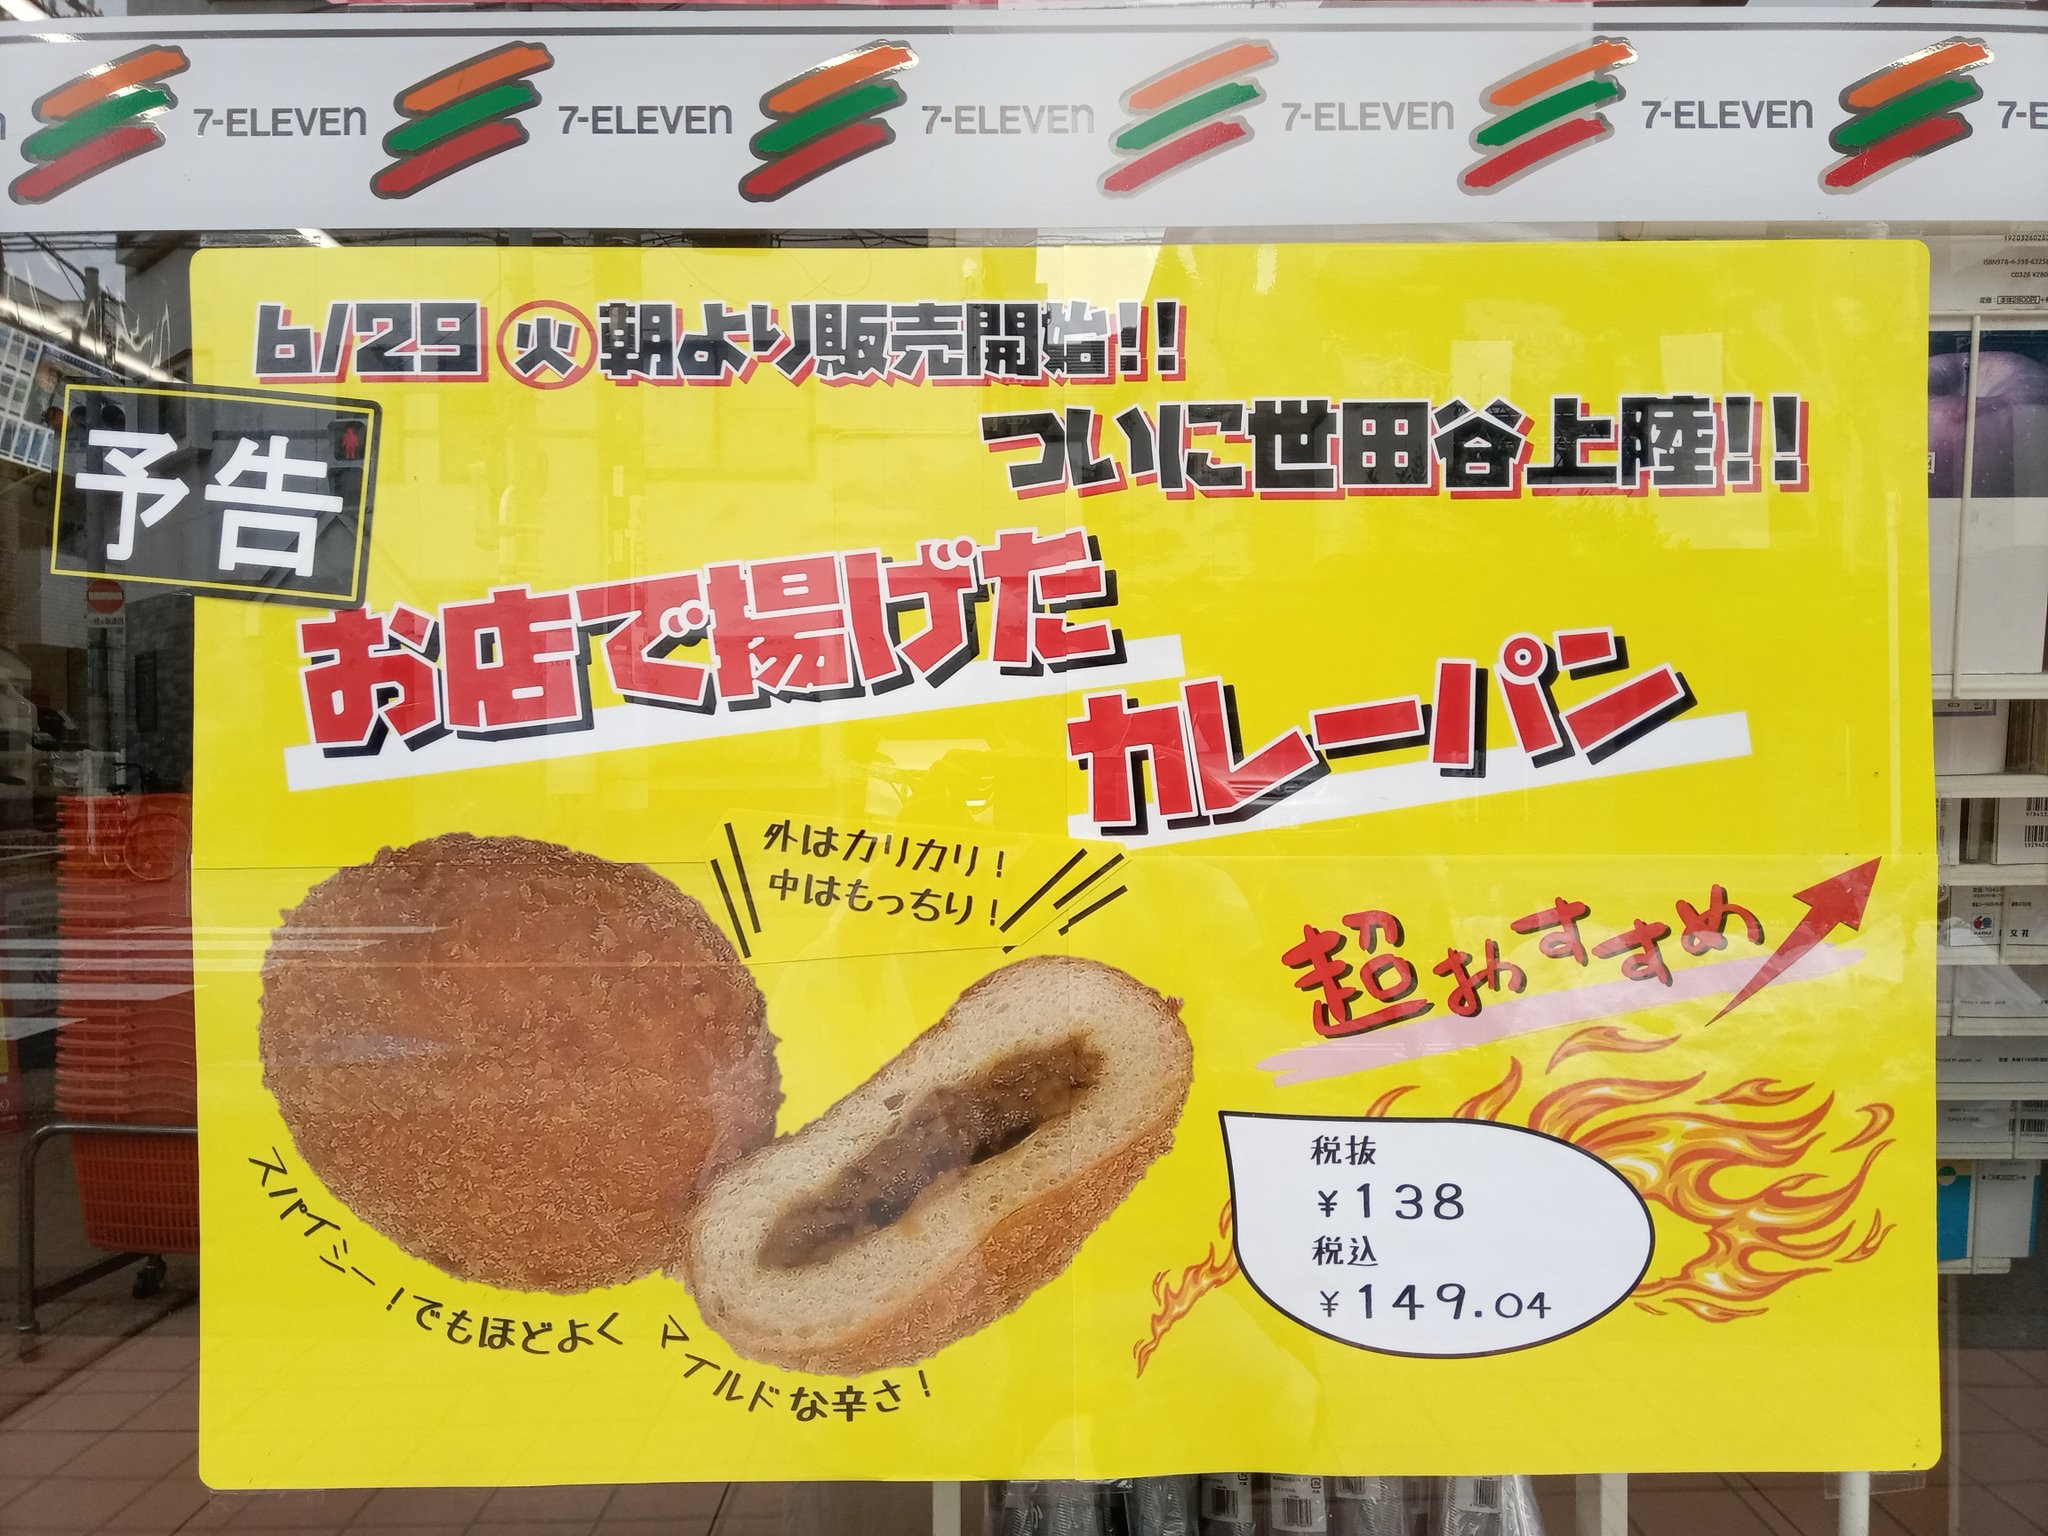 7-ELEVEn 7-ELEVEn 7-ELEVEn 7-ELEVEn 7-ELEVEn 7-E
6/29 火 朝より販売開始!!
ついに世田谷上陸!!
予告
お店で揚げた
カレーパン
外はカリカリ!
中はもっちり!
超おすすめ
スパイシー!でもほどよく マイルドな辛さ!
税抜
¥138
税込
¥149.04